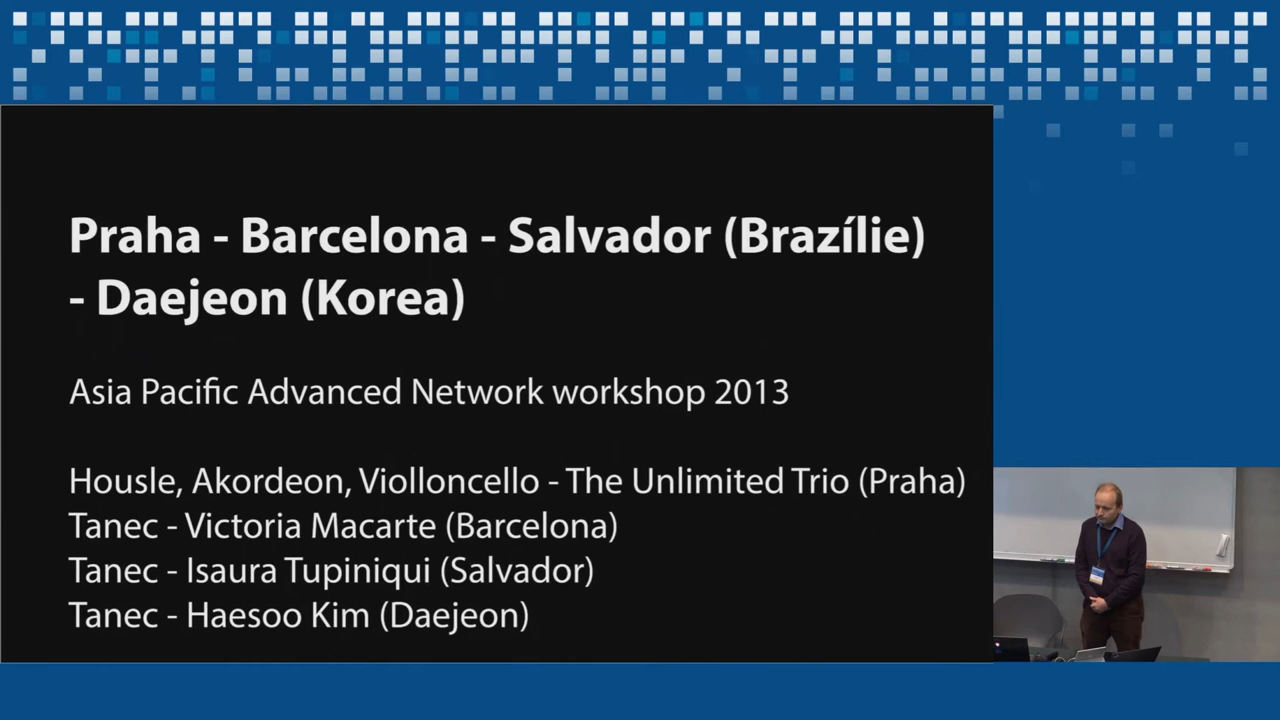 Praha - Barcelona - Salvador (Brazílie)
- Daejeon (Korea)
Asia Pacific Advanced Network workshop 2013
Housle, Akordeon, Violloncello - The Unlimited Trio (Praha)
Tanec - Victoria Macarte (Barcelona)
Tanec - Isaura Tupiniqui (Salvador)
Tanec - Haesoo Kim (Daejeon)